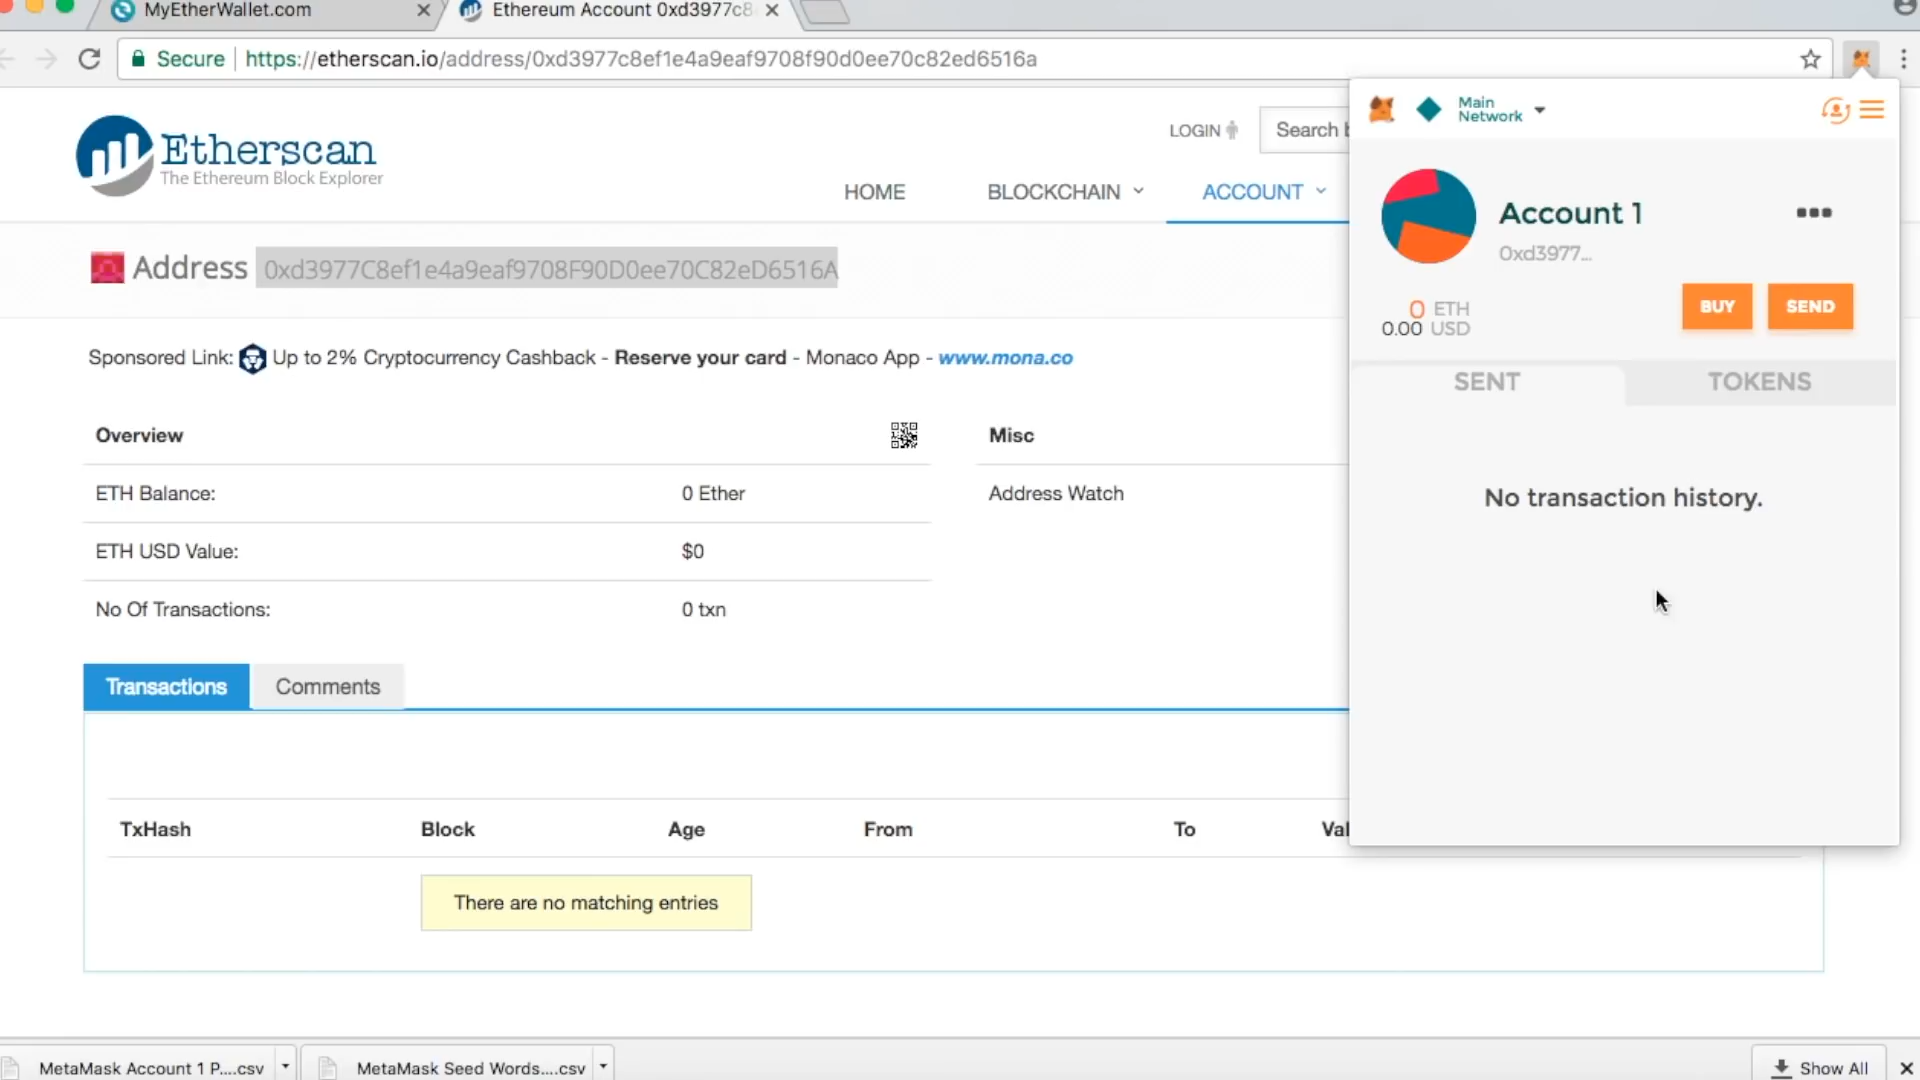 MyEtherWallet.com
Ethereum Account 0xd3977c8
Secure
https://etherscan.io/address/0xd3977c8ef1e4a9eaf9708f90d0ee70c82ed6516a
Etherscan
The Ethereum Block Explorer
LOGIN
Search
HOME
BLOCKCHAIN
ACCOUNT
Address 0xd3977C8ef1e4a9eaf9708F90D0ee70C82eD6516A
Sponsored Link: Up to 2% Cryptocurrency Cashback - Reserve your card - Monaco App - www.mona.co
Overview
ETH Balance: 0 Ether
ETH USD Value: $0
No Of Transactions: 0 txn
Misc
Address Watch
Transactions
Comments
TxHash Block Age From To Val
There are no matching entries
Main
Network
Account 1
0xd3977...
0 ETH
0.00 USD
BUY
SEND
SENT
TOKENS
No transaction history.
MetaMask Account 1 P....csv
MetaMask Seed Words....csv
Show All